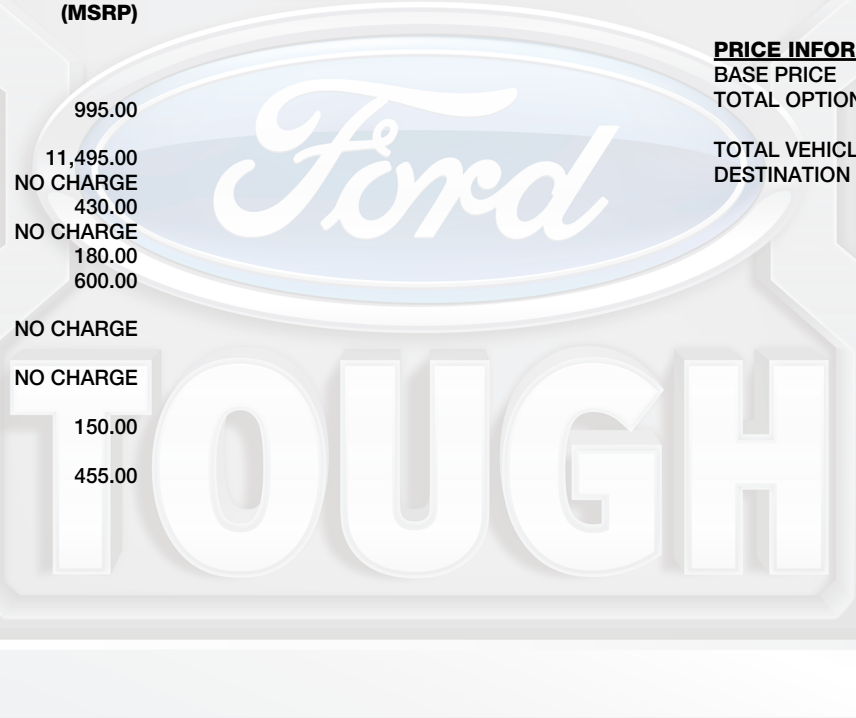 (MSRP)
995.00
11,495.00
NO CHARGE
430.00
NO CHARGE
180.00
600.00
NO CHARGE
NO CHARGE
150.00
455.00
PRICE INFOR
BASE PRICE
TOTAL OPTION
TOTAL VEHICL
DESTINATION
Ford
TOUGH